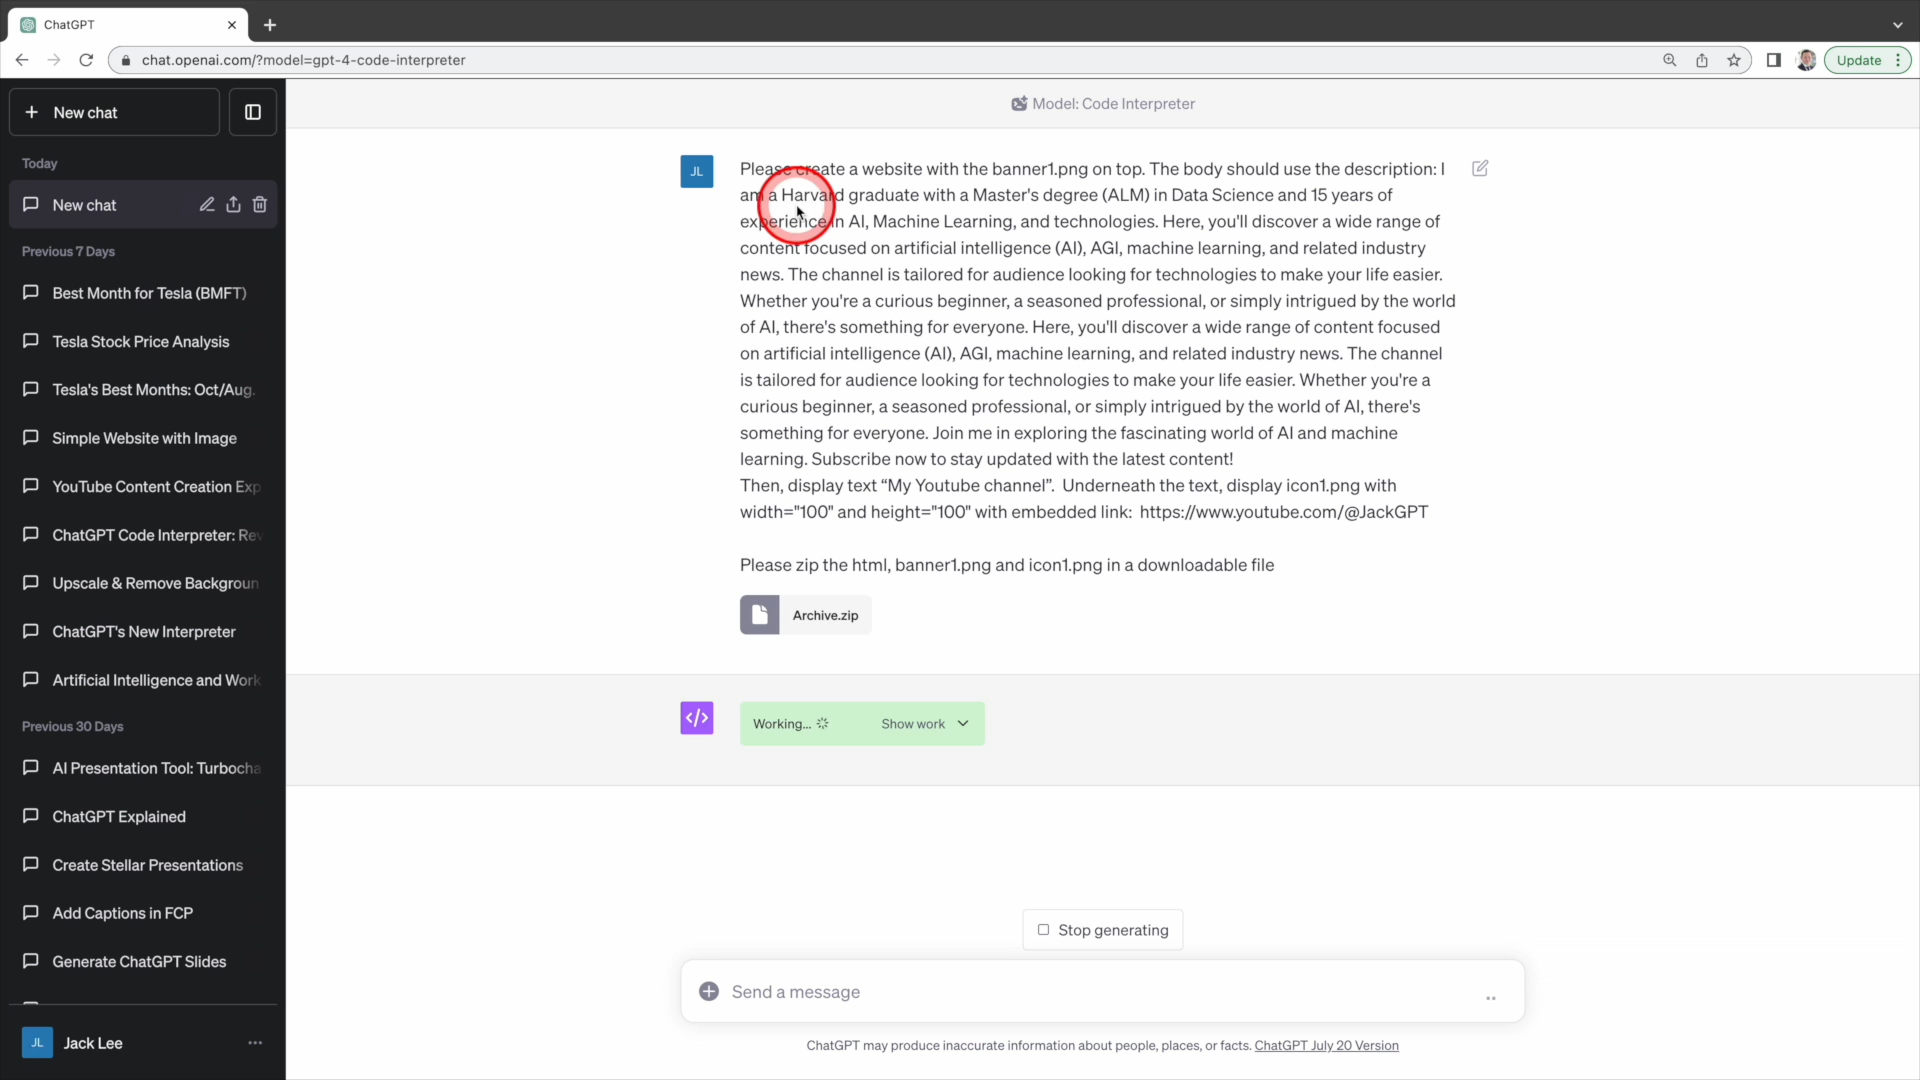 ChatGPT
chat.openai.com/?model=gpt-4-code-interpreter
Update
New chat
Today
New chat
Previous 7 Days
Best Month for Tesla (BMFT)
Tesla Stock Price Analysis
Tesla's Best Months: Oct/Aug.
Simple Website with Image
YouTube Content Creation Exp
ChatGPT Code Interpreter: Rev
Upscale & Remove Backgroun
ChatGPT's New Interpreter
Artificial Intelligence and Work
Previous 30 Days
AI Presentation Tool: Turbocha
ChatGPT Explained
Create Stellar Presentations
Add Captions in FCP
Generate ChatGPT Slides
JL
Jack Lee
Model: Code Interpreter
JL
Please create a website with the banner1.png on top. The body should use the description: I
am a Harvard graduate with a Master's degree (ALM) in Data Science and 15 years of
experience in AI, Machine Learning, and technologies. Here, you'll discover a wide range of
content focused on artificial intelligence (AI), AGI, machine learning, and related industry
news. The channel is tailored for audience looking for technologies to make your life easier.
Whether you're a curious beginner, a seasoned professional, or simply intrigued by the world
of AI, there's something for everyone. Here, you'll discover a wide range of content focused
on artificial intelligence (AI), AGI, machine learning, and related industry news. The channel
is tailored for audience looking for technologies to make your life easier. Whether you're a
curious beginner, a seasoned professional, or simply intrigued by the world of AI, there's
something for everyone. Join me in exploring the fascinating world of AI and machine
learning. Subscribe now to stay updated with the latest content!
Then, display text “My Youtube channel”.  Underneath the text, display icon1.png with
width="100" and height="100" with embedded link:  https://www.youtube.com/@JackGPT
Please zip the html, banner1.png and icon1.png in a downloadable file
Archive.zip
Working...
Show work
Stop generating
Send a message
ChatGPT may produce inaccurate information about people, places, or facts. ChatGPT July 20 Version